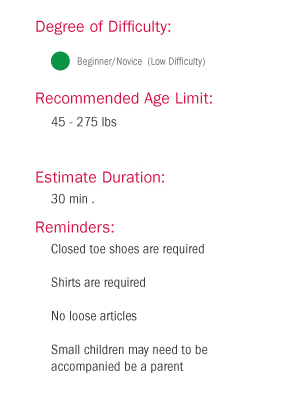 Degree of Difficulty:
Beginner/Novice (Low Difficulty)
Recommended Age Limit:
45 - 275 lbs
Estimate Duration:
30 min .
Reminders:
Closed toe shoes are required
Shirts are required
No loose articles
Small children may need to be
accompanied be a parent